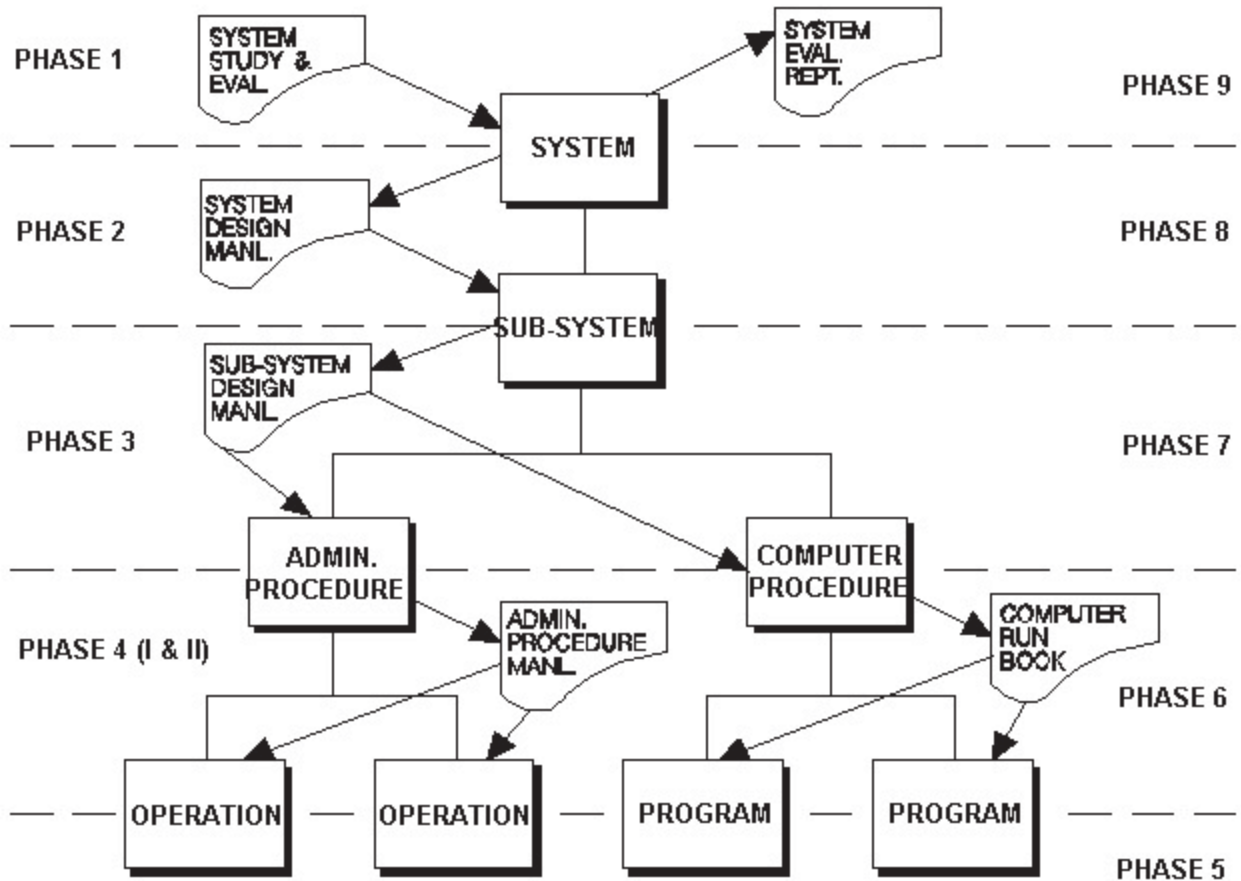 PHASE 1
SYSTEM
STUDY &
EVAL.
SYSTEM
EVAL.
REPT.
PHASE 9
SYSTEM
PHASE 2
SYSTEM
DESIGN
MANL.
PHASE 8
SUB-SYSTEM
PHASE 3
SUB-SYSTEM
DESIGN
MANL.
PHASE 7
ADMIN.
PROCEDURE
COMPUTER
PROCEDURE
PHASE 4 (I & II)
ADMIN.
PROCEDURE
MANL.
COMPUTER
RUN
BOOK
PHASE 6
OPERATION
OPERATION
PROGRAM
PROGRAM
PHASE 5